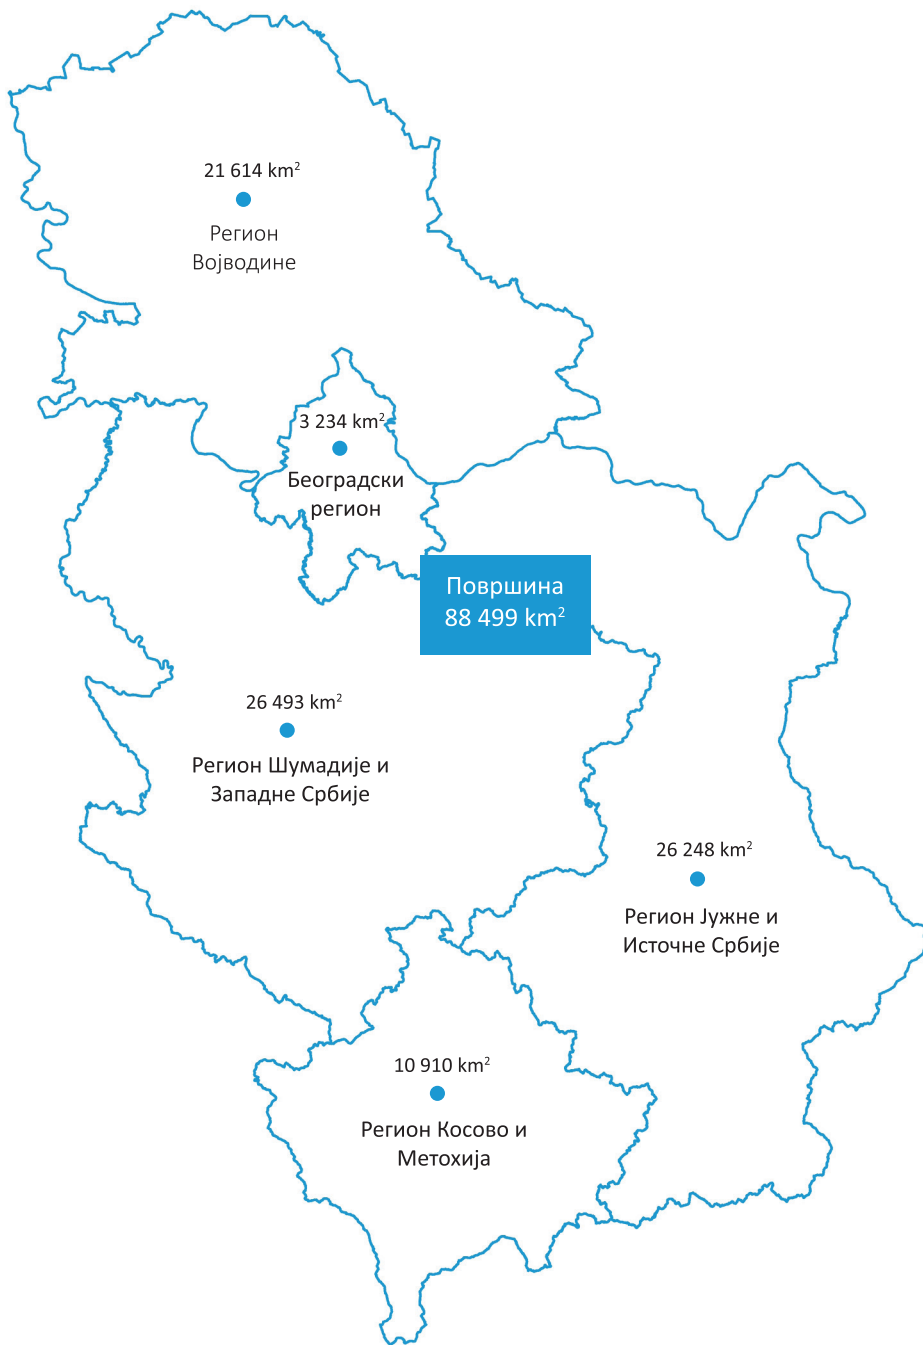 21 614 km²
Регион
Војводине
3 234 km²
Београдски
регион
Површина
88 499 km²
26 493 km²
Регион Шумадије и
Западне Србије
26 248 km²
Регион Јужне и
Источне Србије
10 910 km²
Регион Косово и
Метохија